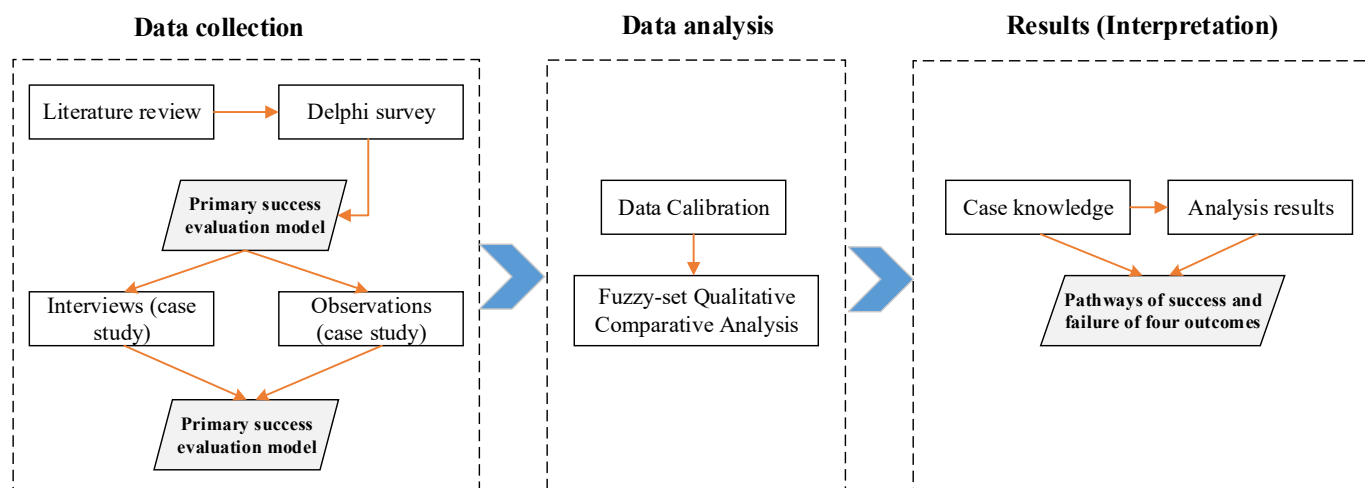 Data collection
Data analysis
Results (Interpretation)
Literature review
Delphi survey
Primary success
evaluation model
Interviews (case
study)
Observations
(case study)
Primary success
evaluation model
Data Calibration
Fuzzy-set Qualitative
Comparative Analysis
Case knowledge
Analysis results
Pathways of success and
failure of four outcomes